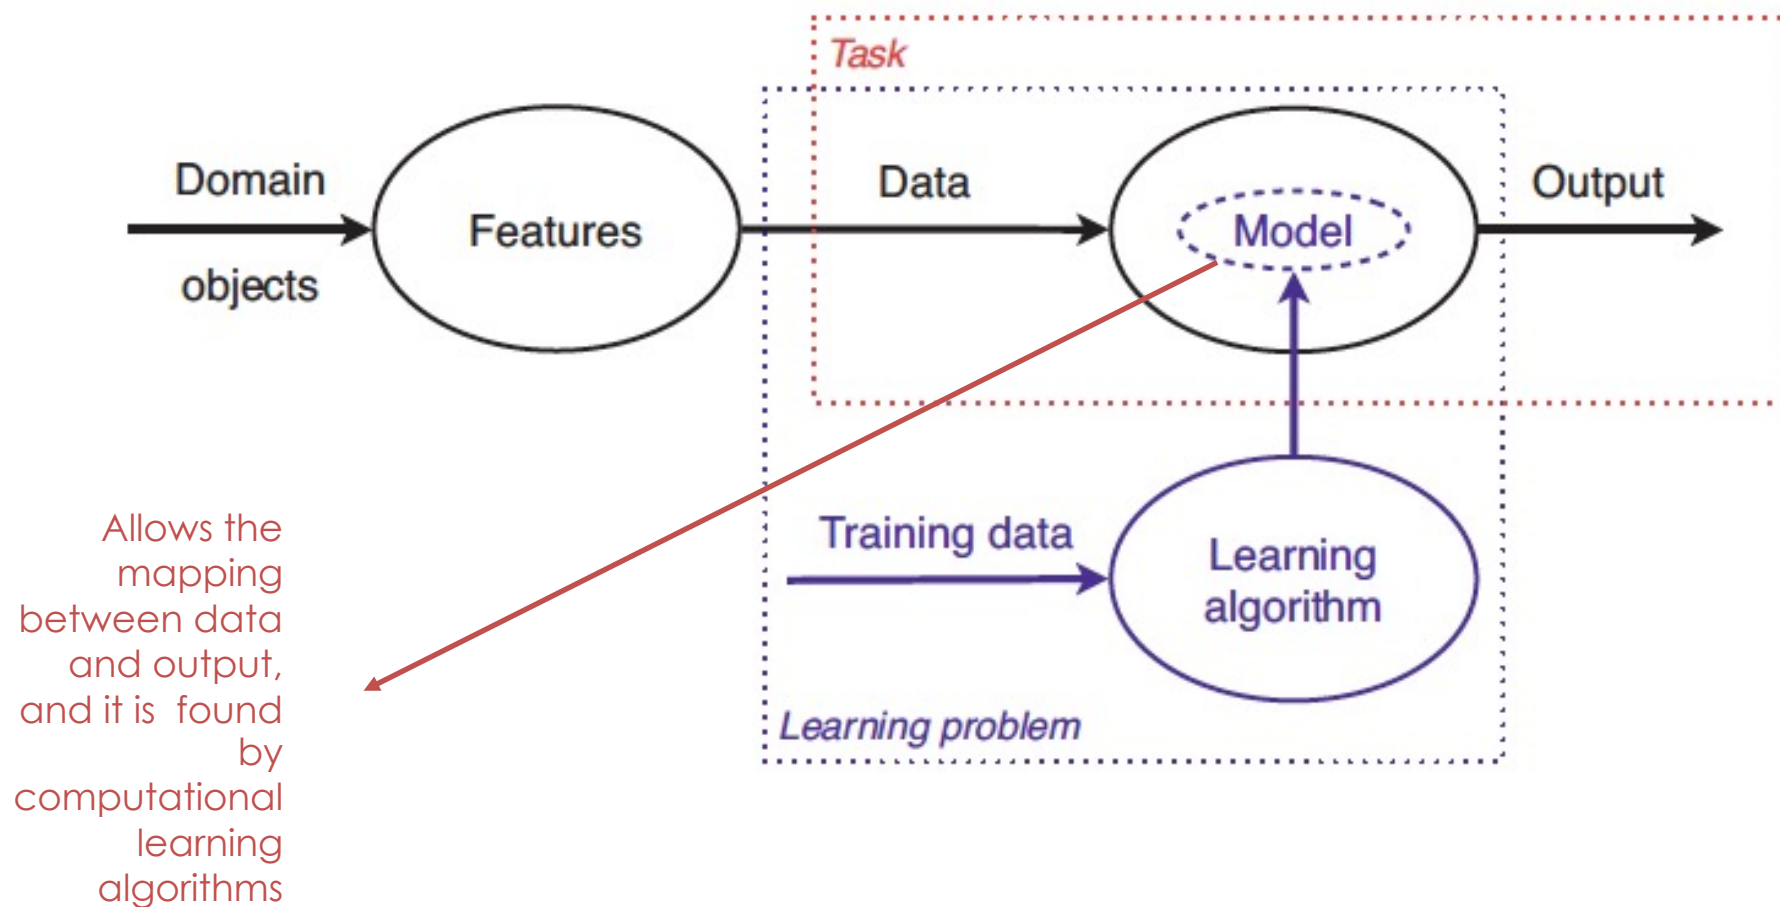 Task
Domain
objects
Features
Data
Model
Output
Training data
Learning
algorithm
Learning problem
Allows the
mapping
between data
and output,
and it is found
by
computational
learning
algorithms